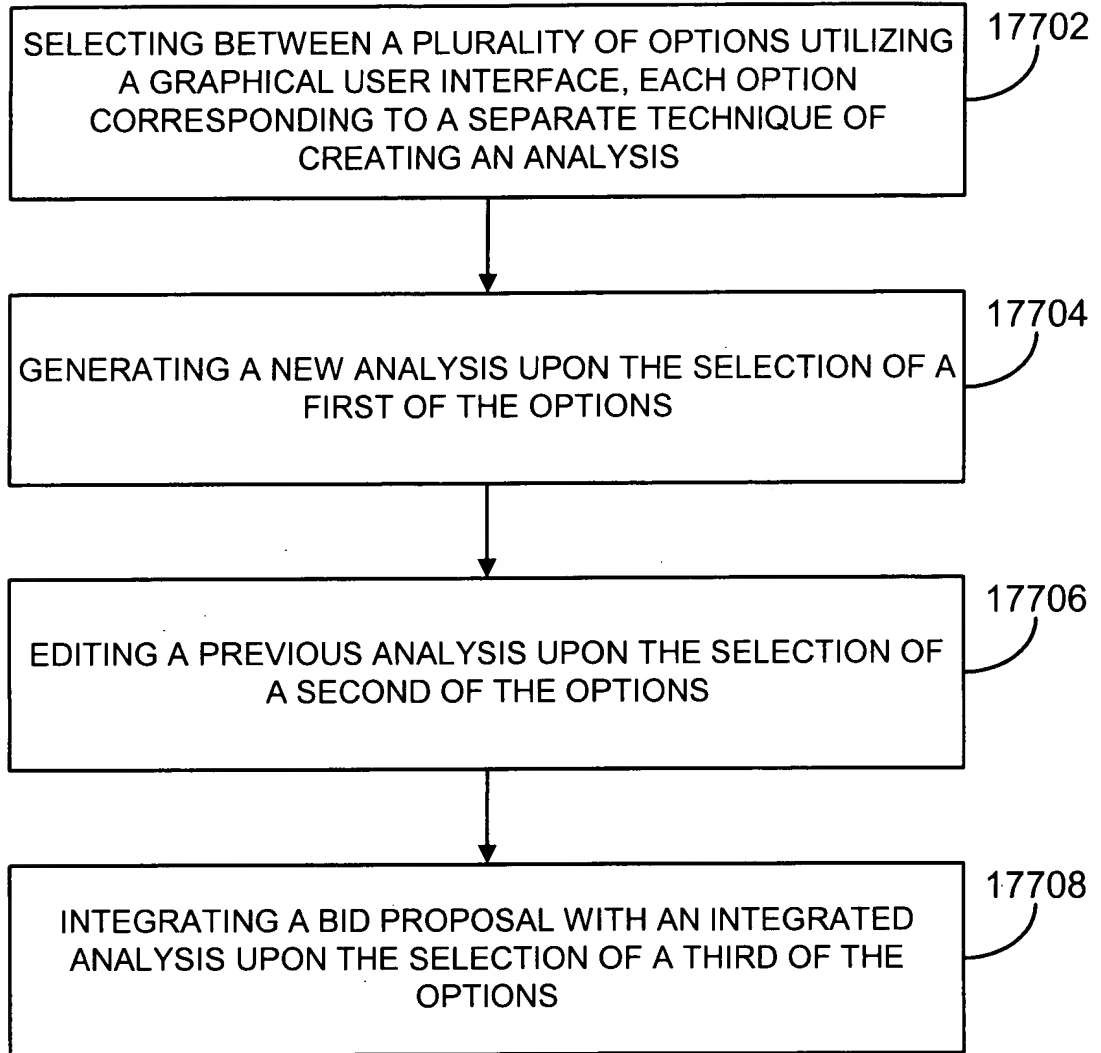 SELECTING BETWEEN A PLURALITY OF OPTIONS UTILIZING
A GRAPHICAL USER INTERFACE, EACH OPTION
CORRESPONDING TO A SEPARATE TECHNIQUE OF
CREATING AN ANALYSIS
17702
GENERATING A NEW ANALYSIS UPON THE SELECTION OF A
FIRST OF THE OPTIONS
17704
EDITING A PREVIOUS ANALYSIS UPON THE SELECTION OF
A SECOND OF THE OPTIONS
17706
INTEGRATING A BID PROPOSAL WITH AN INTEGRATED
ANALYSIS UPON THE SELECTION OF A THIRD OF THE
OPTIONS
17708